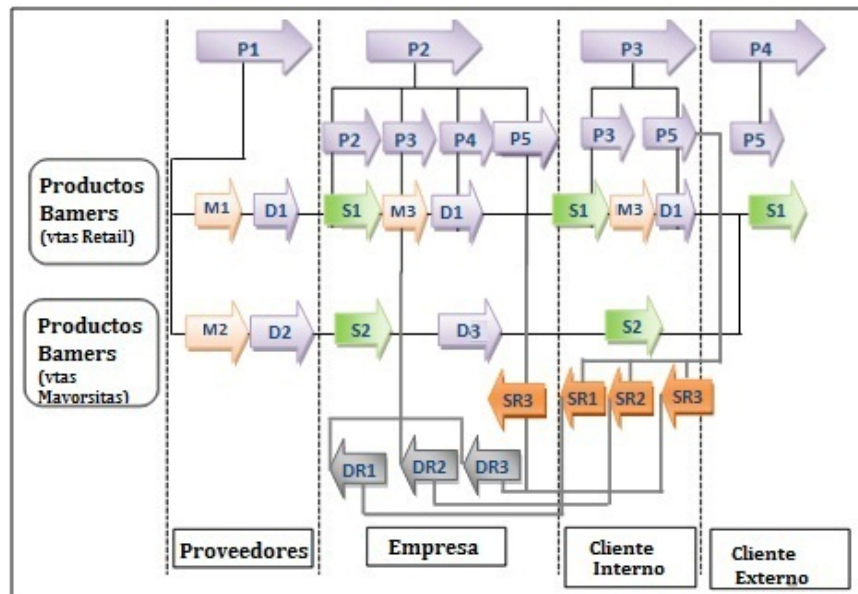 P1
P2
P3
P4
P2
P3
P4
P5
P3
P5
P5
Productos
Bamers
(vtas Retail)
M1
D1
S1
M3
D1
S1
M3
D1
S1
Productos
Bamers
(vtas
Mavorsitas)
M2
D2
S2
D3
S2
SR3
SR1
SR2
SR3
DR1
DR2
DR3
Proveedores
Empresa
Cliente
Interno
Cliente
Externo